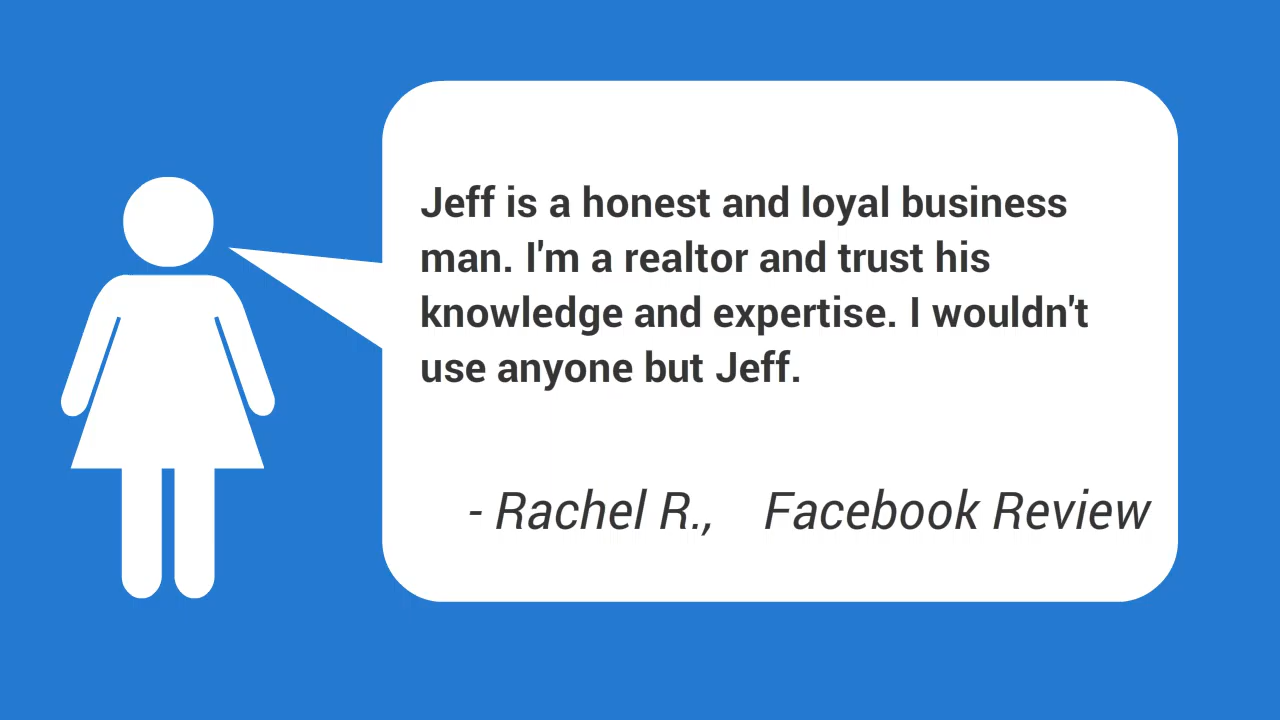 Jeff is a honest and loyal business
man. I'm a realtor and trust his
knowledge and expertise. I wouldn't
use anyone but Jeff.
- Rachel R., Facebook Review